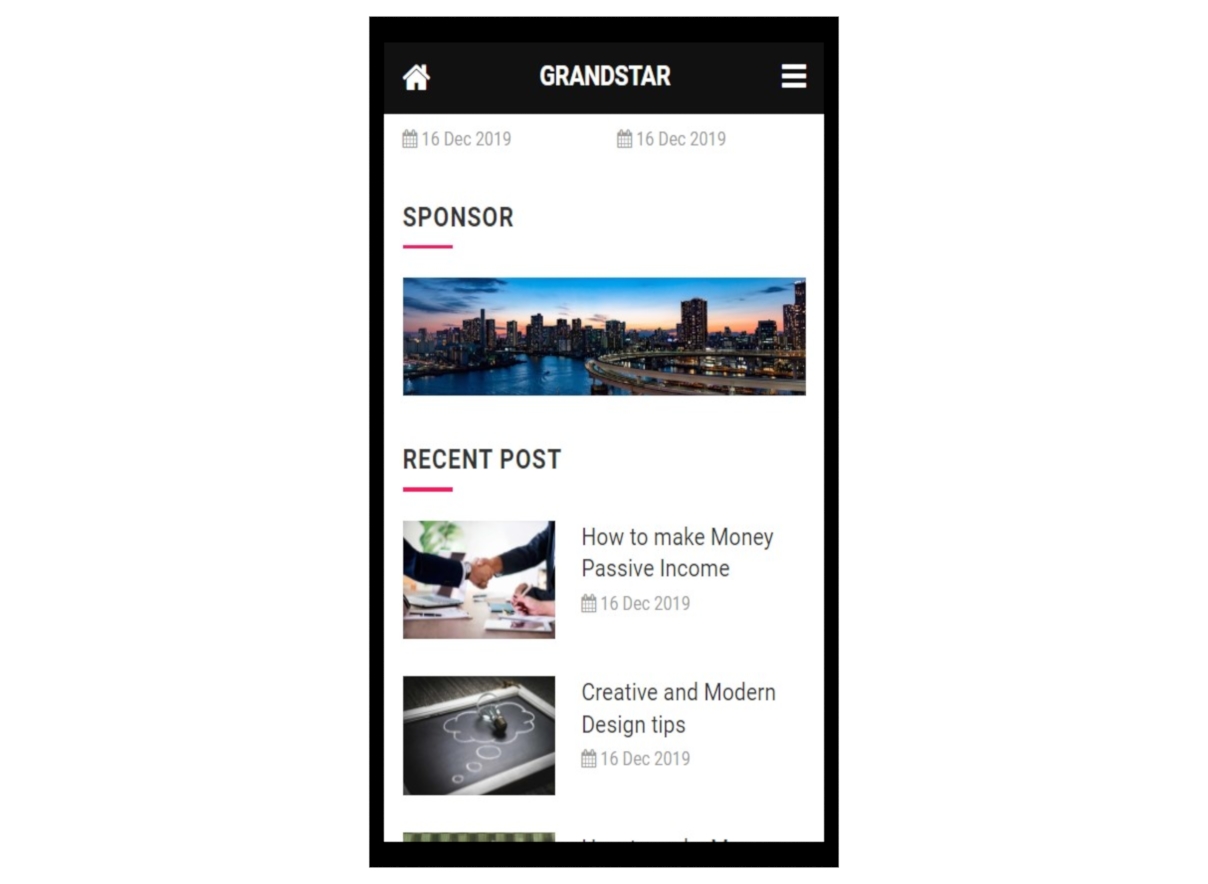 GRANDSTAR
16 Dec 2019 16 Dec 2019
SPONSOR
RECENT POST
How to make Money
Passive Income
16 Dec 2019
Creative and Modern
Design tips
16 Dec 2019